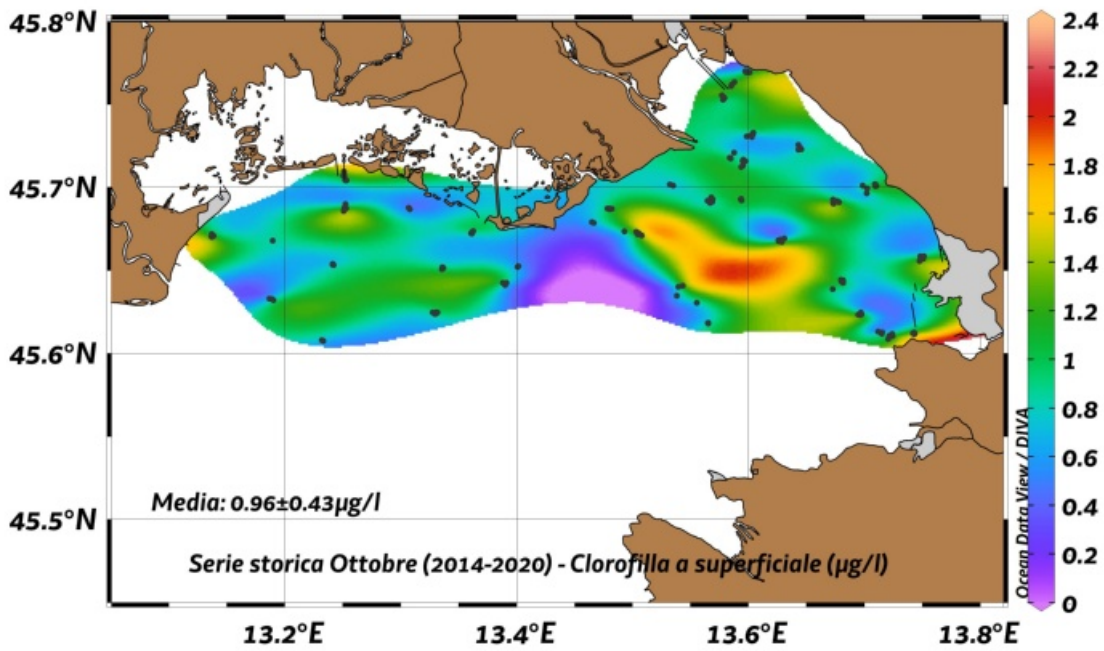 45.8°N
45.7°N
45.6°N
45.5°N
13.2°E
13.4°E
13.6°E
13.8°E
Media: 0.96±0.43µg/l
Serie storica Ottobre (2014-2020) - Clorofilla a superficiale (µg/l)
Ocean Data View / DIVA
2.4
2.2
2
1.8
1.6
1.4
1.2
1
0.8
0.6
0.4
0.2
0